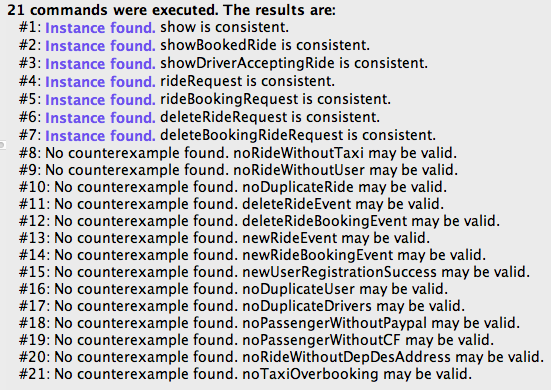 21 commands were executed. The results are:
#1: Instance found. show is consistent.
#2: Instance found. showBookedRide is consistent.
#3: Instance found. showDriverAcceptingRide is consistent.
#4: Instance found. rideRequest is consistent.
#5: Instance found. rideBookingRequest is consistent.
#6: Instance found. deleteRideRequest is consistent.
#7: Instance found. deleteBookingRideRequest is consistent.
#8: No counterexample found. noRideWithoutTaxi may be valid.
#9: No counterexample found. noRideWithoutUser may be valid.
#10: No counterexample found. noDuplicateRide may be valid.
#11: No counterexample found. deleteRideEvent may be valid.
#12: No counterexample found. deleteRideBookingEvent may be valid.
#13: No counterexample found. newRideEvent may be valid.
#14: No counterexample found. newRideBookingEvent may be valid.
#15: No counterexample found. newUserRegistrationSuccess may be valid.
#16: No counterexample found. noDuplicateUser may be valid.
#17: No counterexample found. noDuplicateDrivers may be valid.
#18: No counterexample found. noPassengerWithoutPaypal may be valid.
#19: No counterexample found. noPassengerWithoutCF may be valid.
#20: No counterexample found. noRideWithoutDepDesAddress may be valid.
#21: No counterexample found. noTaxiOverbooking may be valid.